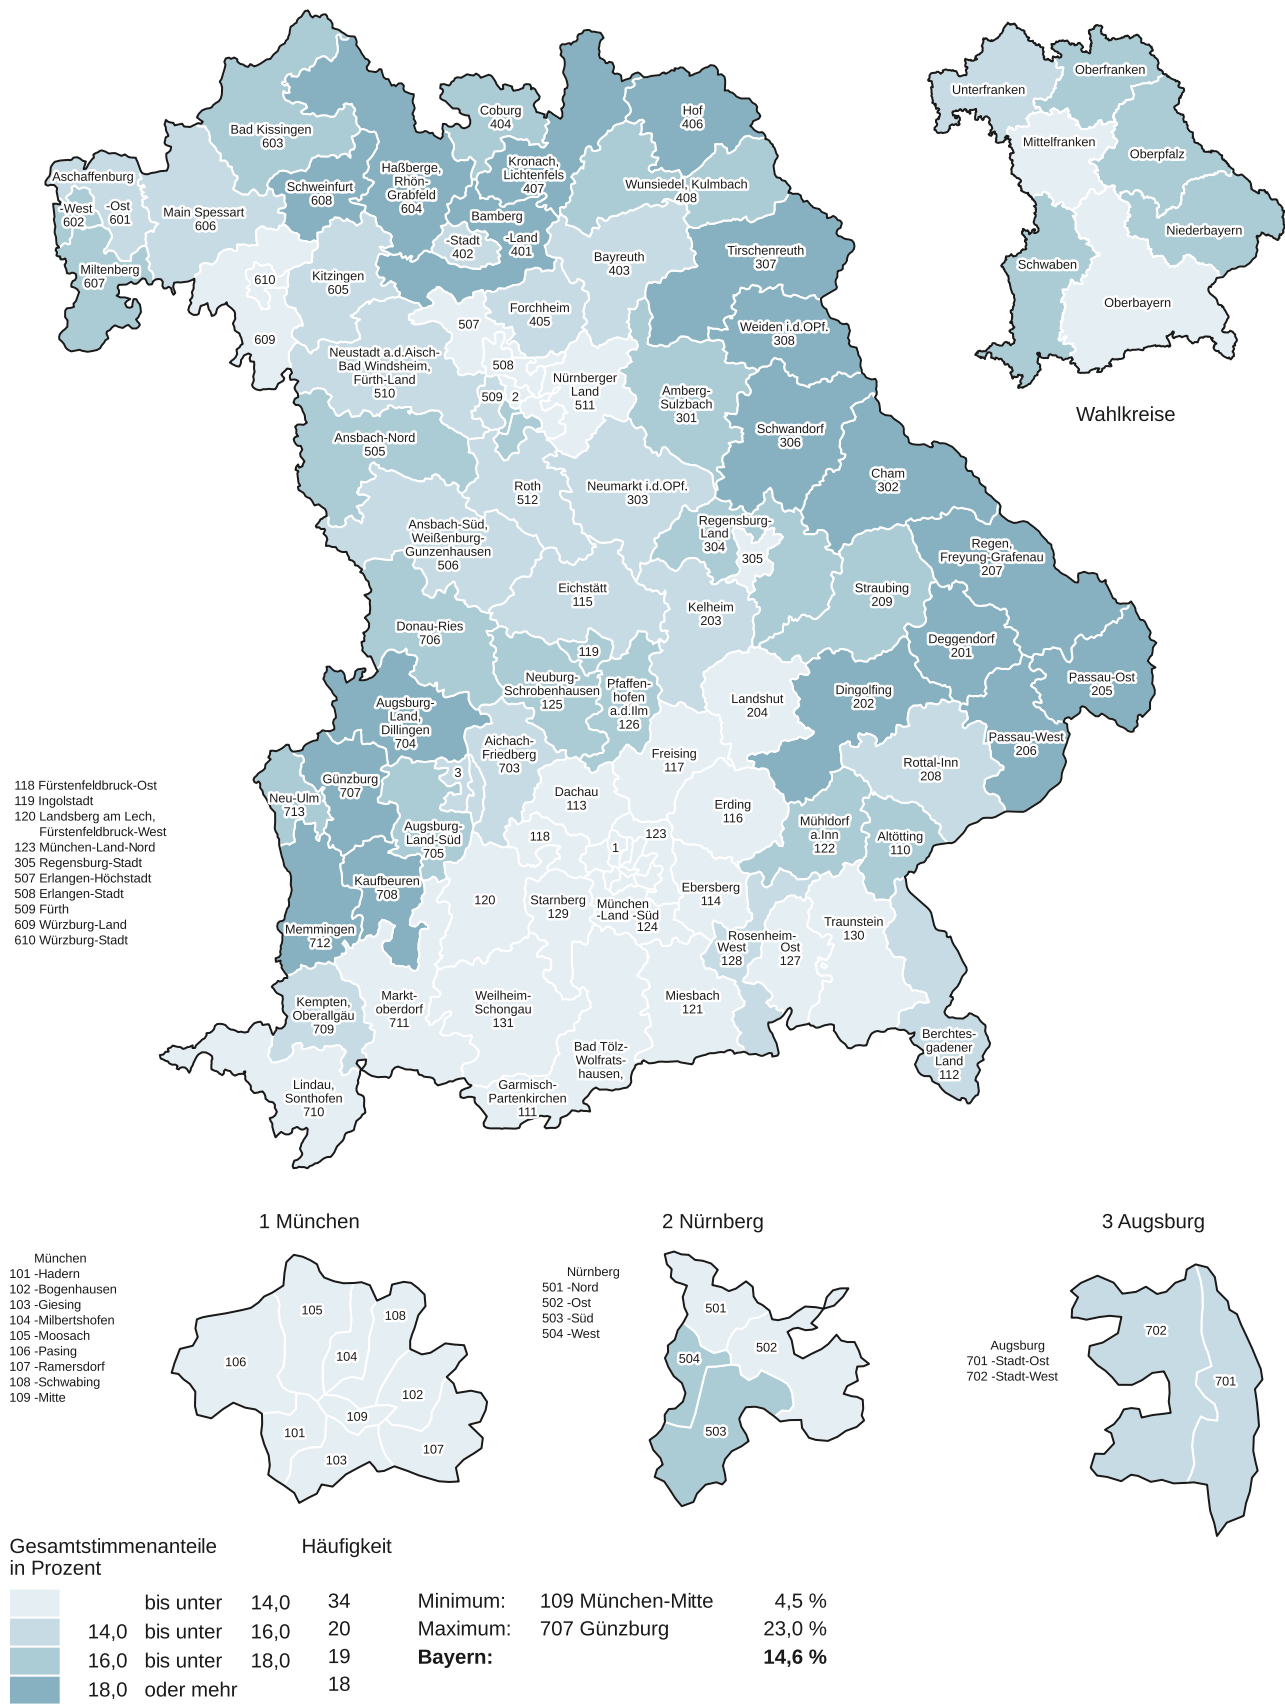 Coburg
404
Hof
406
Bad Kissingen
603
Haßberge,
Rhön-
Grabfeld
604
Kronach,
Lichtenfels
407
Wunsiedel, Kulmbach
408
Aschaffenburg
-West
602
-Ost
601
Schweinfurt
608
Main Spessart
606
Bamberg
-Stadt
402
-Land
401
Bayreuth
403
Tirschenreuth
307
Miltenberg
607
610
Kitzingen
605
Forchheim
405
507
Weiden i.d.OPf.
308
609
Neustadt a.d.Aisch-
Bad Windsheim,
Fürth-Land
510
508
509
2
Nürnberger
Land
511
Amberg-
Sulzbach
301
Schwandorf
306
Ansbach-Nord
505
Cham
302
Roth
512
Neumarkt i.d.OPf.
303
Ansbach-Süd,
Weißenburg-
Gunzenhausen
506
Regensburg-
Land
304
305
Regen,
Freyung-Grafenau
207
Eichstätt
115
Kelheim
203
Straubing
209
Donau-Ries
706
119
Deggendorf
201
Neuburg-
Schrobenhausen
125
Pfaffen-
hofen
a.d.Ilm
126
Landshut
204
Dingolfing
202
Passau-Ost
205
Augsburg-
Land,
Dillingen
704
Aichach-
Friedberg
703
Freising
117
Passau-West
206
Rottal-Inn
208
3
Günzburg
707
Neu-Ulm
713
Dachau
113
Erding
116
Augsburg-
Land-Süd
705
118
123
1
Mühldorf
a.Inn
122
Altötting
110
Kaufbeuren
708
120
Starnberg
129
München
-Land -Süd
124
Ebersberg
114
Memmingen
712
Rosenheim-
West
128
Ost
127
Traunstein
130
Kempten,
Oberallgäu
709
Markt-
oberdorf
711
Weilheim-
Schongau
131
Miesbach
121
Bad Tölz-
Wolfrats-
hausen,
Garmisch-
Partenkirchen
111
Berchtes-
gadener
Land
112
Lindau,
Sonthofen
710
Unterfranken
Oberfranken
Mittelfranken
Oberpfalz
Niederbayern
Schwaben
Oberbayern
Wahlkreise
118 Fürstenfeldbruck-Ost
119 Ingolstadt
120 Landsberg am Lech,
Fürstenfeldbruck-West
123 München-Land-Nord
305 Regensburg-Stadt
507 Erlangen-Höchstadt
508 Erlangen-Stadt
509 Fürth
609 Würzburg-Land
610 Würzburg-Stadt
1 München
München
101 -Hadern
102 -Bogenhausen
103 -Giesing
104 -Milbertshofen
105 -Moosach
106 -Pasing
107 -Ramersdorf
108 -Schwabing
109 -Mitte
105
108
106
104
102
109
101
103
107
2 Nürnberg
Nürnberg
501 -Nord
502 -Ost
503 -Süd
504 -West
501
502
504
503
3 Augsburg
Augsburg
701 -Stadt-Ost
702 -Stadt-West
702
701
Gesamtstimmenanteile
in Prozent
Häufigkeit
bis unter 14,0 34
14,0 bis unter 16,0 20
16,0 bis unter 18,0 19
18,0 oder mehr 18
Minimum: 109 München-Mitte 4,5 %
Maximum: 707 Günzburg 23,0 %
Bayern: 14,6 %